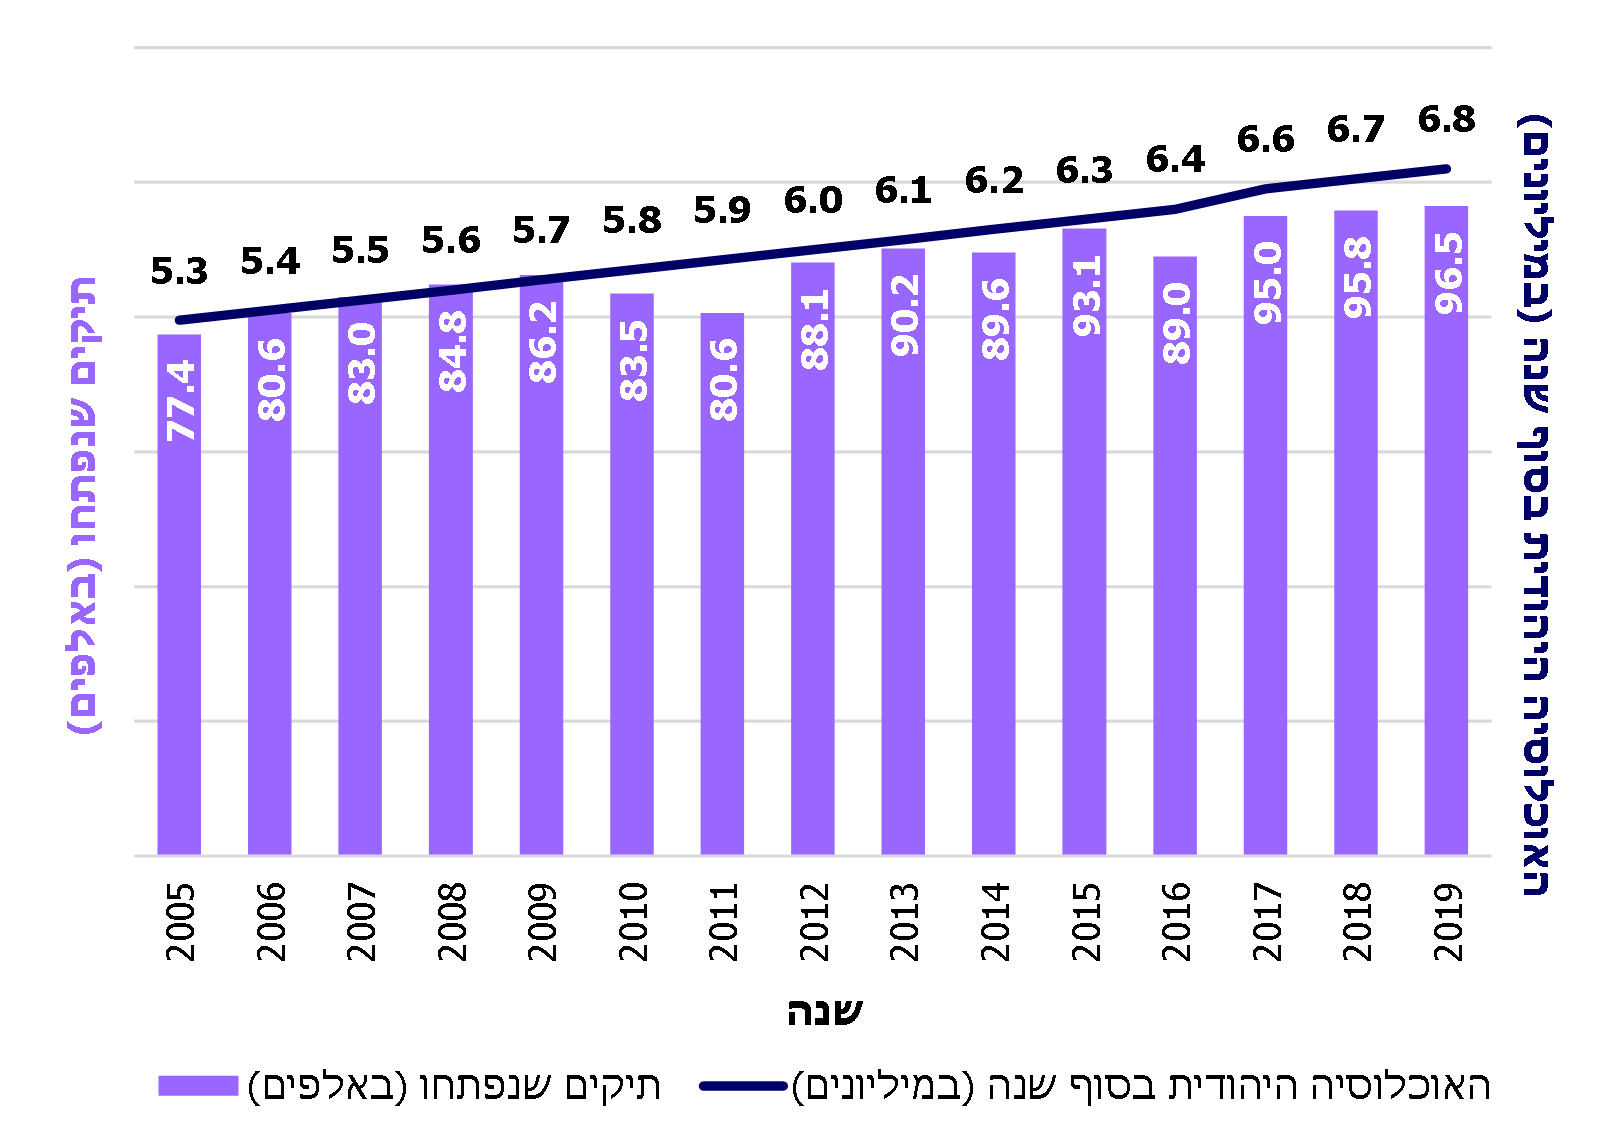 5.3 5.4 5.5 5.6 5.7 5.8 5.9 6.0 6.1 6.2 6.3 6.4 6.6 6.7 6.8
77.4 80.6 83.0 84.8 86.2 83.5 80.6 88.1 90.2 89.6 93.1 89.0 95.0 95.8 96.5
תיקים שנפתחו (באלפים)
האוכלוסיה היהודית בסוף שנה (במיליונים)
2005 2006 2007 2008 2009 2010 2011 2012 2013 2014 2015 2016 2017 2018 2019
שנה
האוכלוסיה היהודית בסוף שנה (במיליונים) תיקים שנפתחו (באלפים)